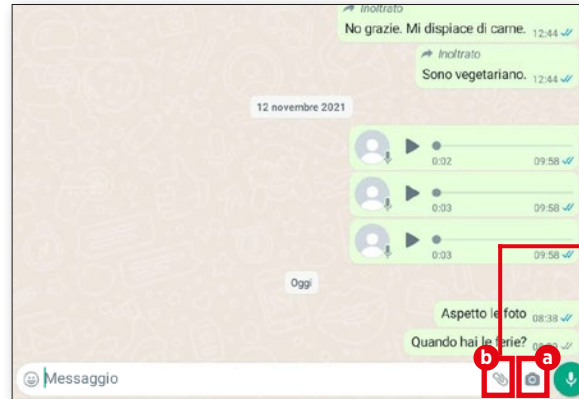 Inoltrato
No grazie. Mi dispiace di carne. 12:44
Inoltrato
Sono vegetariano. 12:44
12 novembre 2021
0:02 09:58
0:03 09:58
0:03 09:58
Oggi
Aspetto le foto 08:38
Quando hai le ferie?
b a
Messaggio